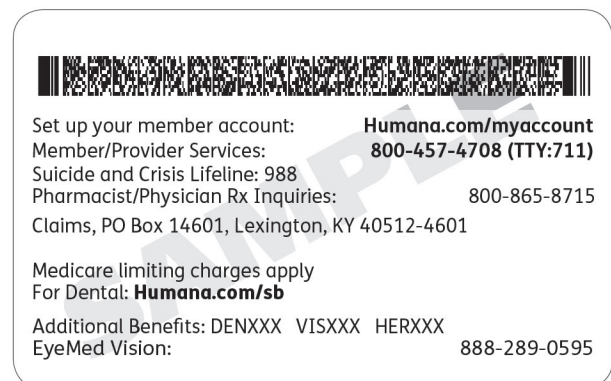 Set up your member account: Humana.com/myaccount
Member/Provider Services: 800-457-4708 (TTY:711)
Suicide and Crisis Lifeline: 988
Pharmacist/Physician Rx Inquiries: 800-865-8715
Claims, PO Box 14601, Lexington, KY 40512-4601
Medicare limiting charges apply
For Dental: Humana.com/sb
Additional Benefits: DENXXX VISXXX HERXXX
EyeMed Vision: 888-289-0595
SAMPLE